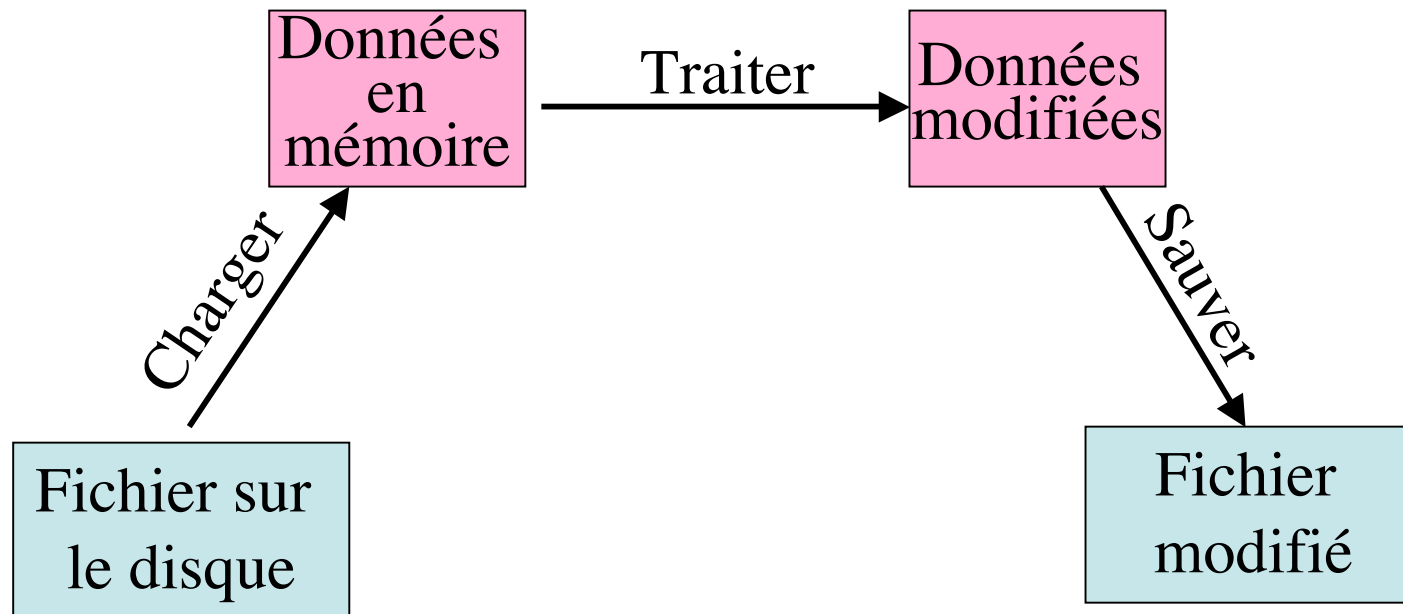 Données
en
mémoire
Traiter
Données
modifiées
Charger
Sauver
Fichier sur
le disque
Fichier
modifié